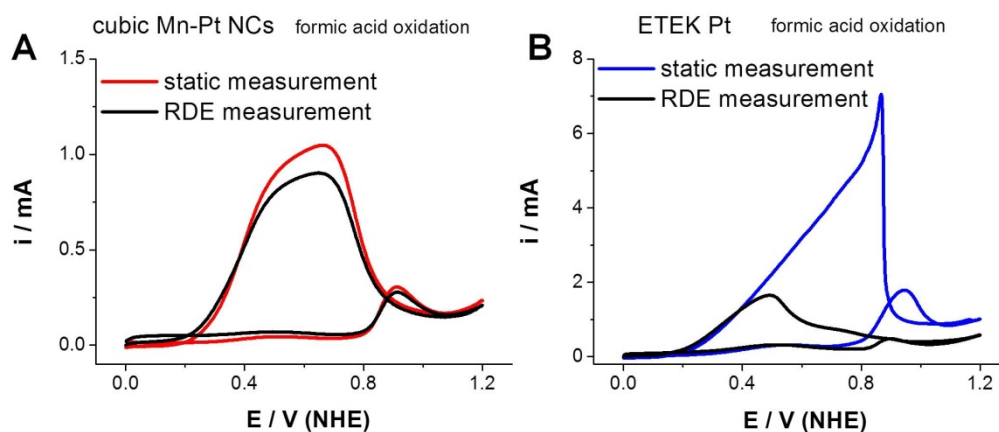 cubic Mn-Pt NCs formic acid oxidation
A
1.5
static measurement
RDE measurement
1.0
i / mA
0.5
0.0
0.0 0.4 0.8 1.2
E / V (NHE)
ETEK Pt formic acid oxidation
B
8
static measurement
RDE measurement
6
i / mA
4
2
0
0.0 0.4 0.8 1.2
E / V (NHE)